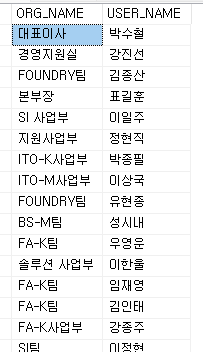 ORG_NAME USER_NAME
대표이사 박수철
경영지원실 강진선
FOUNDRY팀 김종산
본부장 표길훈
SI 사업부 이일주
지원사업부 정현직
ITO-K사업부 박종필
ITO-M사업부 이상국
FOUNDRY팀 유현종
BS-M팀 성시내
FA-K팀 우영운
솔루션 사업부 이한울
FA-K팀 임재영
FA-K팀 김인태
FA-K사업부 강종주
SI팀 이정현